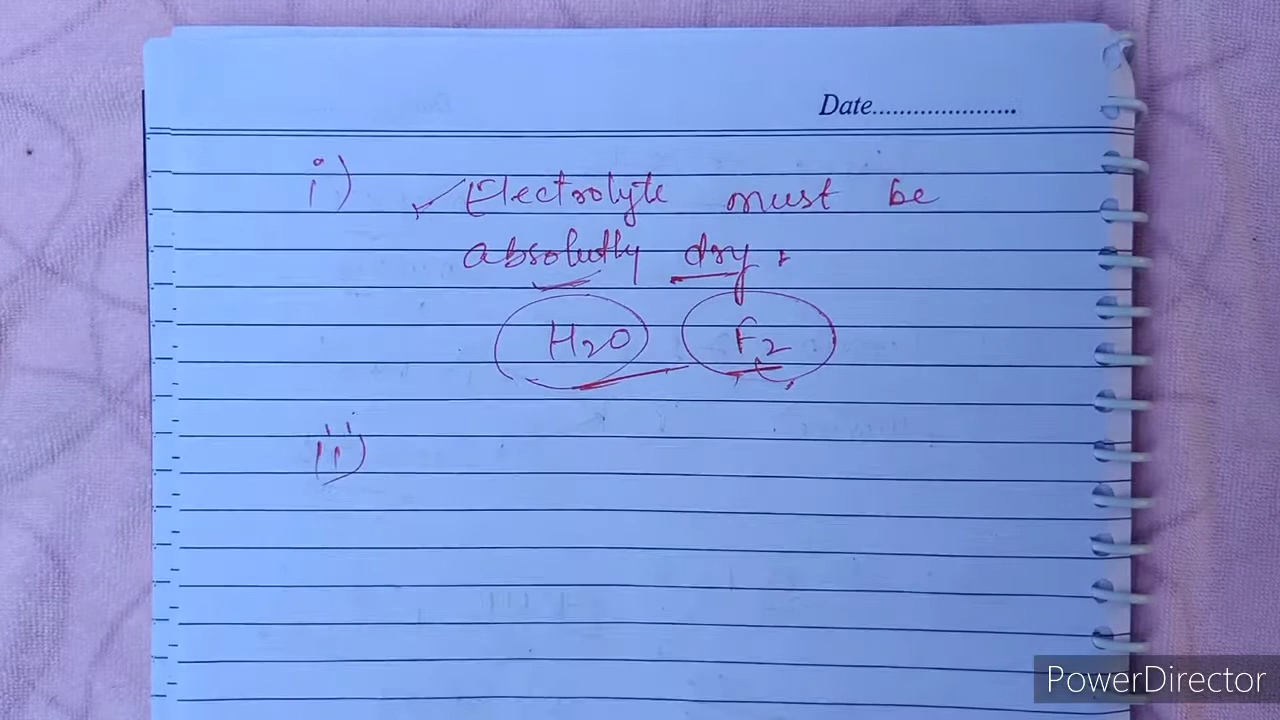 Date....................
i) Electrolyte must be
absolutly dry.
H2O F2
ii)
PowerDirector